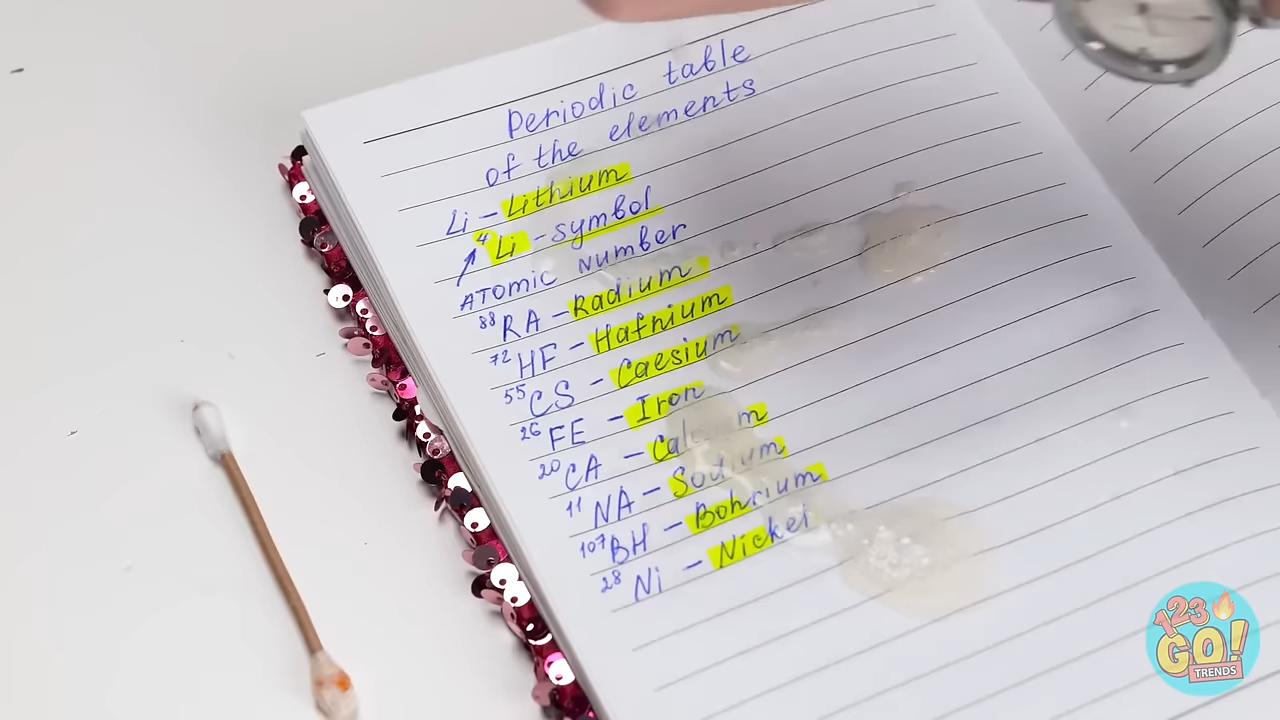 Periodic table
of the elements
Li - Lithium
⁴Li - symbol
ATOMIC NUMBER
⁸⁸RA - Radium
⁷²HF - Hafnium
⁵⁵CS - Caesium
²⁶FE - Iron
²⁰CA - Calcium
¹¹NA - Sodium
¹⁰⁷BH - Bohrium
²⁸Ni - Nickel
123
GO!
TRENDS